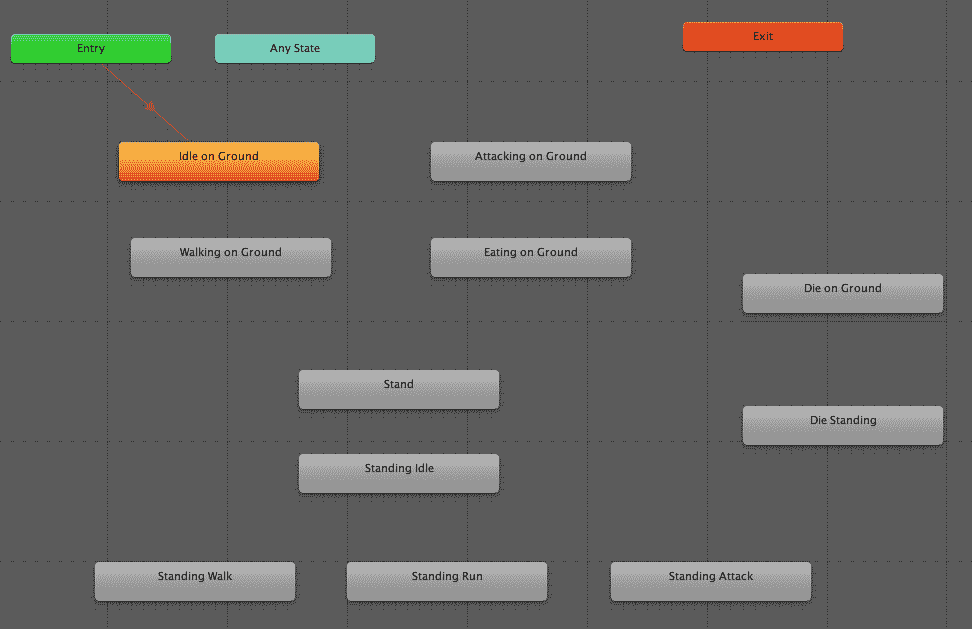 Entry
Any State
Exit
Idle on Ground
Attacking on Ground
Walking on Ground
Eating on Ground
Die on Ground
Stand
Die Standing
Standing Idle
Standing Walk
Standing Run
Standing Attack